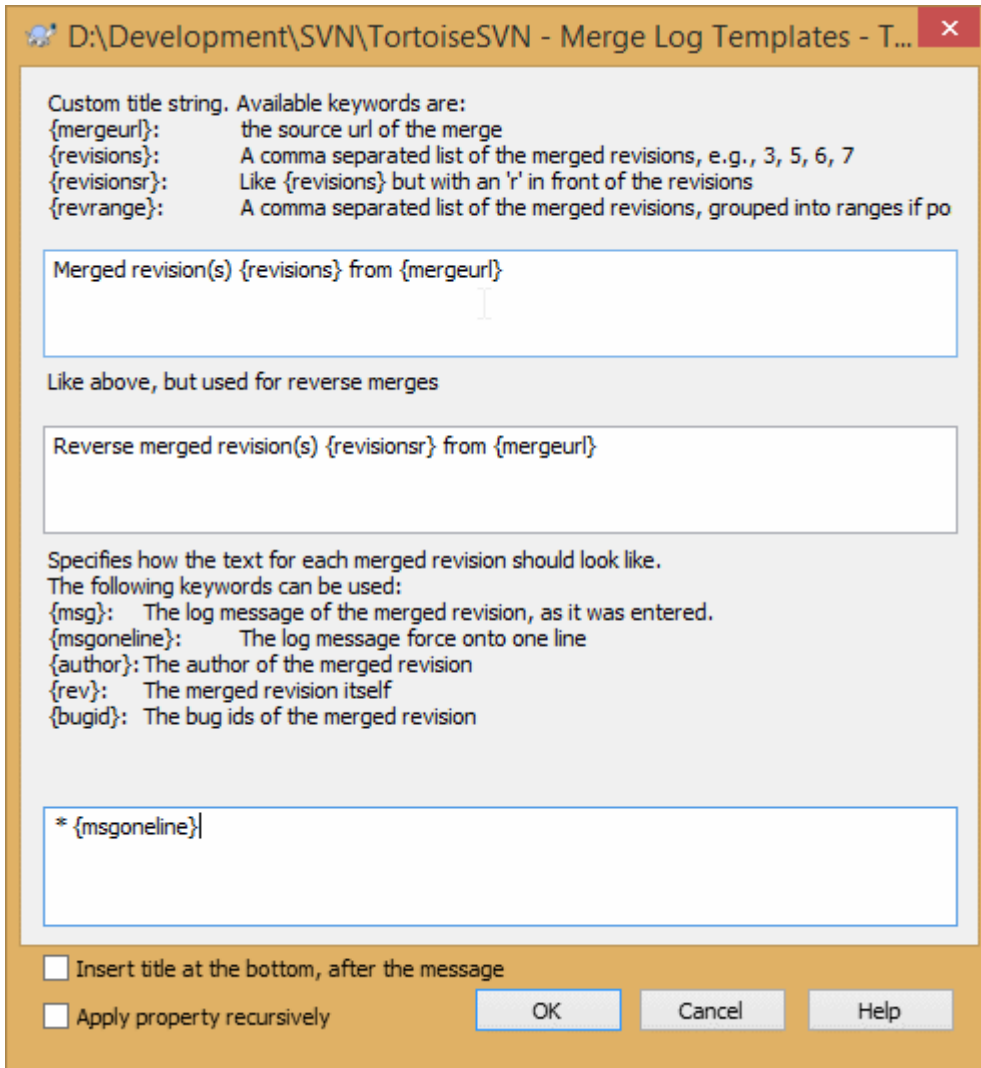 D:\Development\SVN\TortoiseSVN - Merge Log Templates - T...
Custom title string. Available keywords are:
{mergeurl}: the source url of the merge
{revisions}: A comma separated list of the merged revisions, e.g., 3, 5, 6, 7
{revisionsr}: Like {revisions} but with an 'r' in front of the revisions
{revrange}: A comma separated list of the merged revisions, grouped into ranges if po
Merged revision(s) {revisions} from {mergeurl}
Like above, but used for reverse merges
Reverse merged revision(s) {revisionsr} from {mergeurl}
Specifies how the text for each merged revision should look like.
The following keywords can be used:
{msg}: The log message of the merged revision, as it was entered.
{msgoneline}: The log message force onto one line
{author}: The author of the merged revision
{rev}: The merged revision itself
{bugid}: The bug ids of the merged revision
* {msgoneline}
Insert title at the bottom, after the message
Apply property recursively
OK Cancel Help